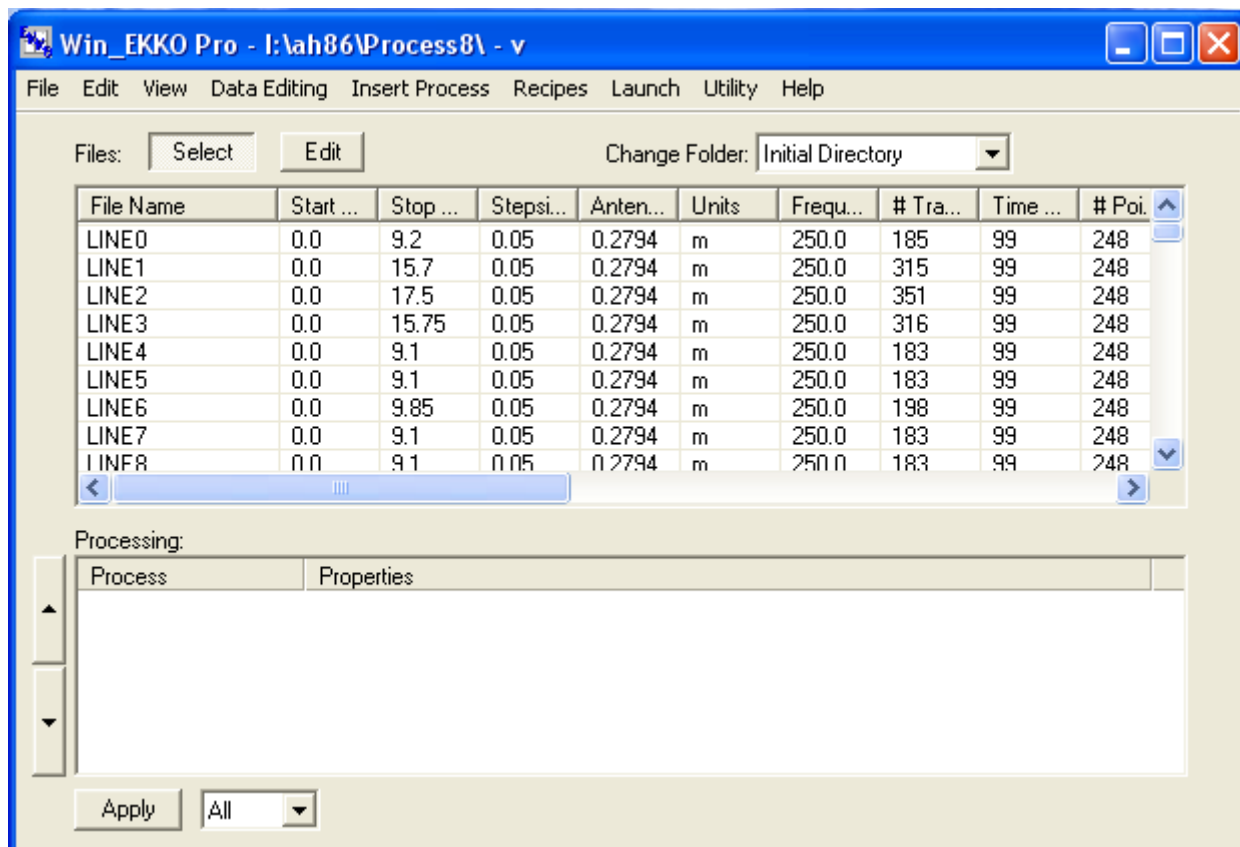 Win_EKKO Pro - I:\ah86\Process8\ - v
File Edit View Data Editing Insert Process Recipes Launch Utility Help
Files: Select Edit Change Folder: Initial Directory
File Name Start ... Stop ... Stepsi... Anten... Units Frequ... # Tra... Time ... # Poi.
LINE0 0.0 9.2 0.05 0.2794 m 250.0 185 99 248
LINE1 0.0 15.7 0.05 0.2794 m 250.0 315 99 248
LINE2 0.0 17.5 0.05 0.2794 m 250.0 351 99 248
LINE3 0.0 15.75 0.05 0.2794 m 250.0 316 99 248
LINE4 0.0 9.1 0.05 0.2794 m 250.0 183 99 248
LINE5 0.0 9.1 0.05 0.2794 m 250.0 183 99 248
LINE6 0.0 9.85 0.05 0.2794 m 250.0 198 99 248
LINE7 0.0 9.1 0.05 0.2794 m 250.0 183 99 248
LINE8 0.0 9.1 0.05 0.2794 m 250.0 183 99 248
Processing:
Process Properties
Apply All